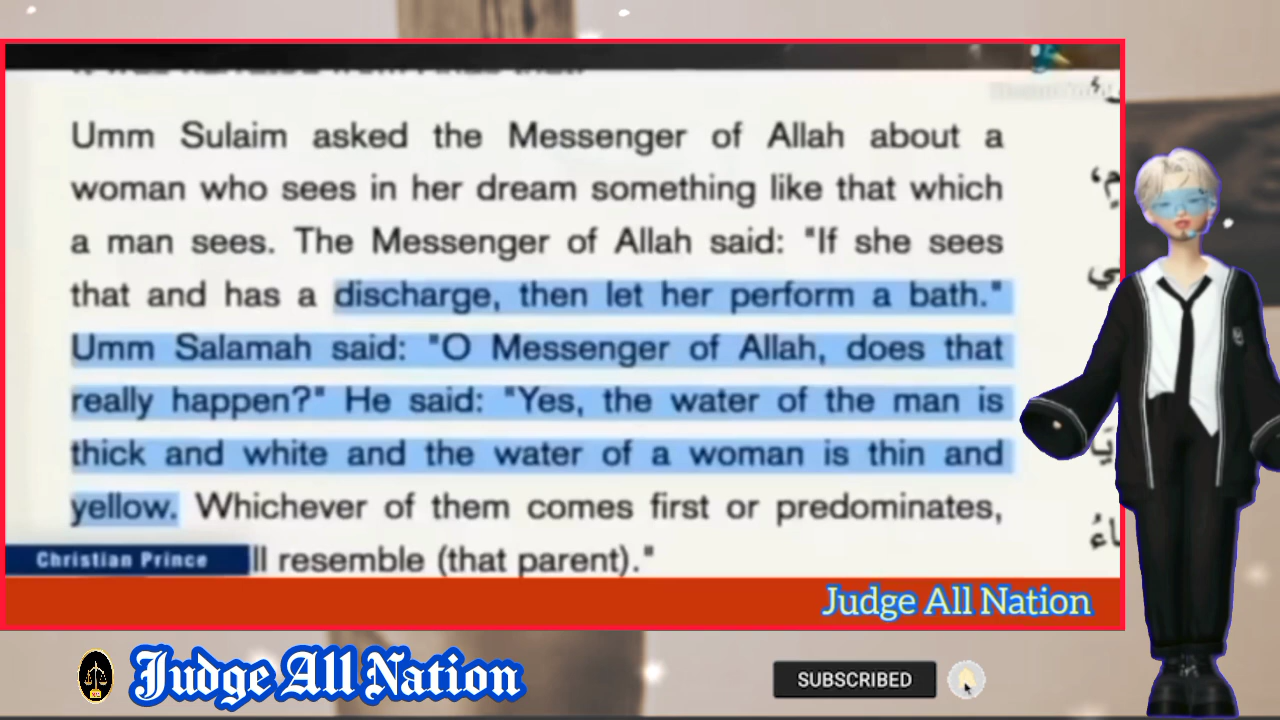 Umm Sulaim asked the Messenger of Allah about a
woman who sees in her dream something like that which
a man sees. The Messenger of Allah said: "If she sees
that and has a discharge, then let her perform a bath."
Umm Salamah said: "O Messenger of Allah, does that
really happen?" He said: "Yes, the water of the man is
thick and white and the water of a woman is thin and
yellow. Whichever of them comes first or predominates,
ll resemble (that parent)."
Christian Prince
Judge All Nation
Judge All Nation
SUBSCRIBED